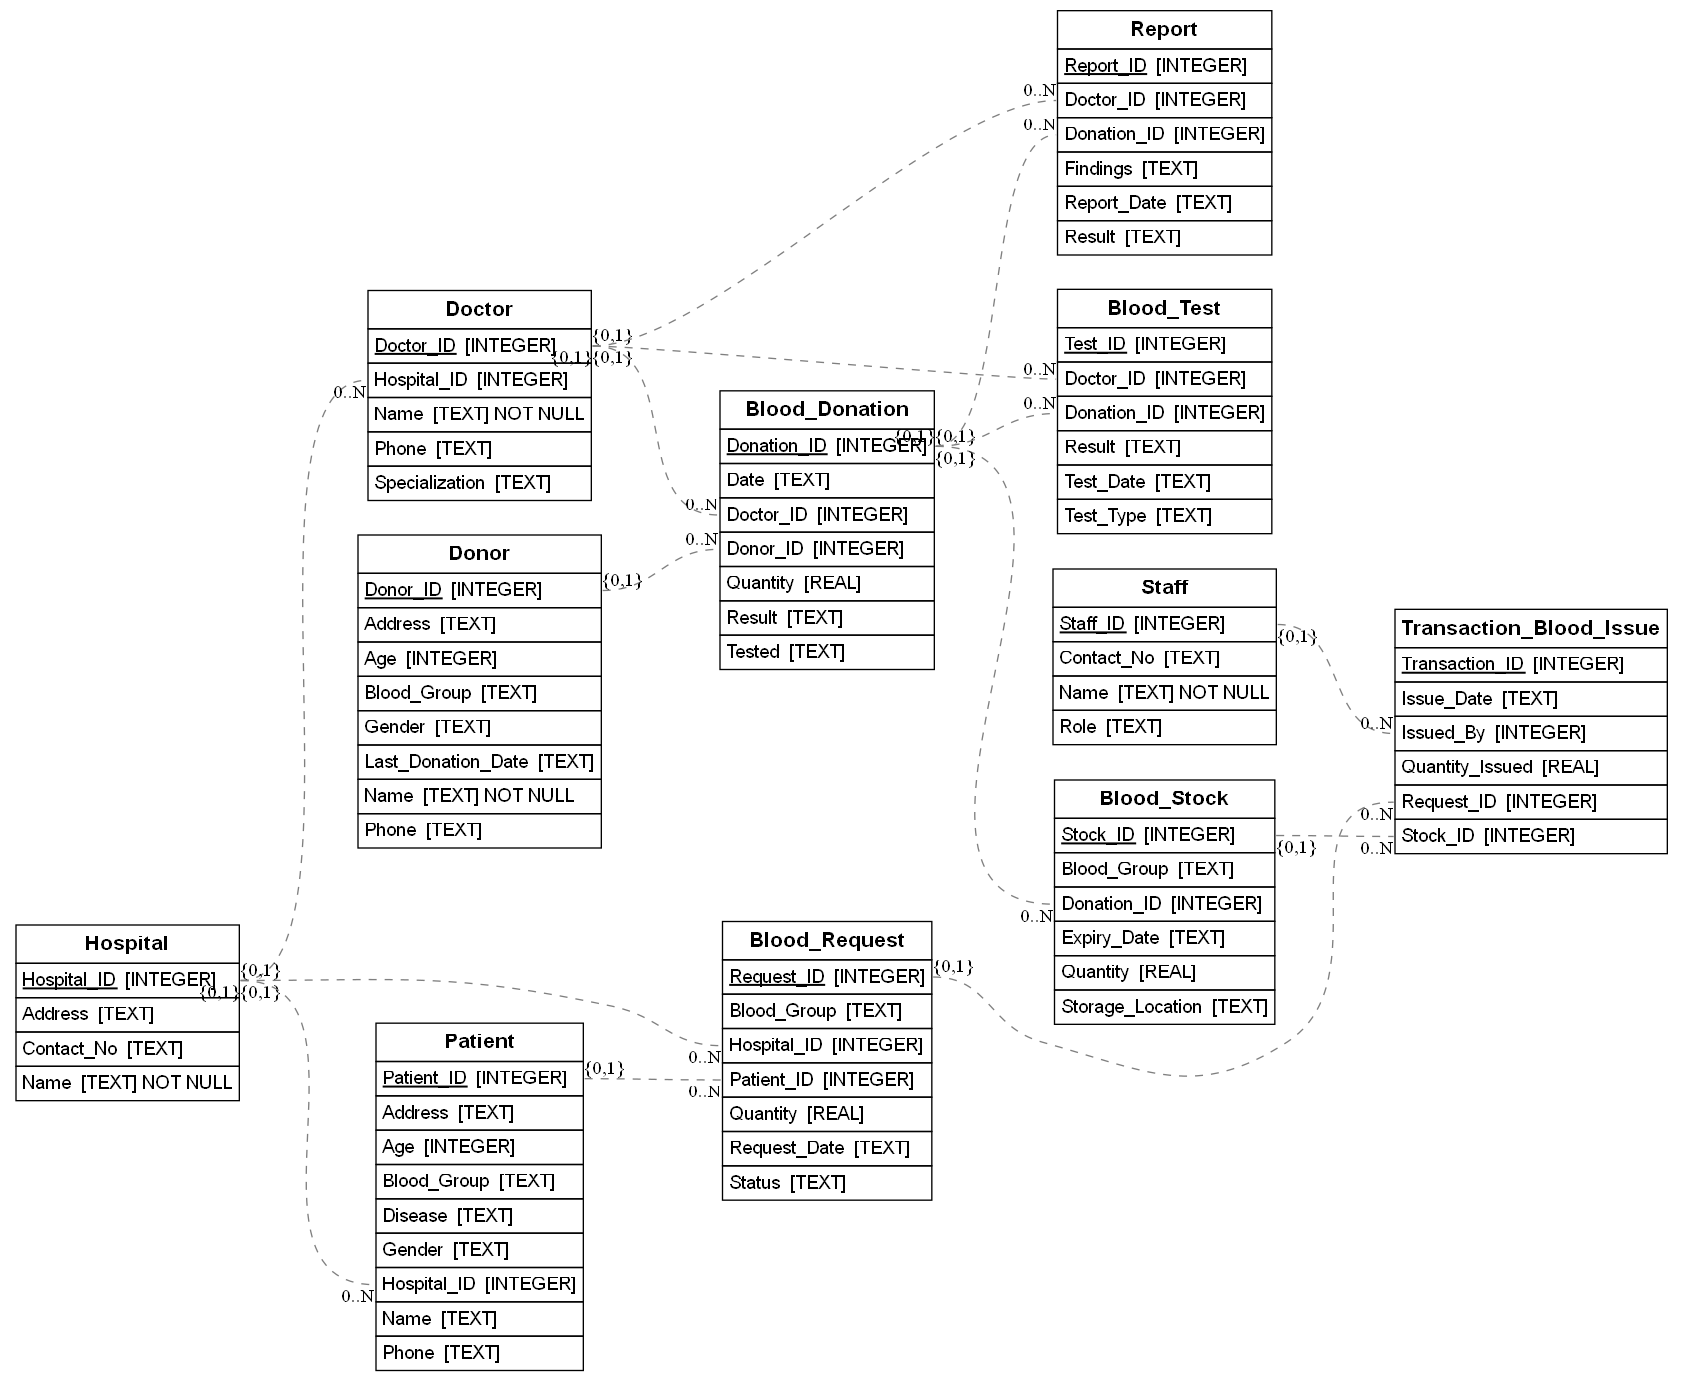 Report
Report_ID [INTEGER]
0..N
Doctor_ID [INTEGER]
0..N
Donation_ID [INTEGER]
Findings [TEXT]
Report_Date [TEXT]
Result [TEXT]
Doctor
Doctor_ID [INTEGER]
{0,1}
{0,1}
{0,1}
Hospital_ID [INTEGER]
0..N
Name [TEXT] NOT NULL
Phone [TEXT]
Specialization [TEXT]
Blood_Test
Test_ID [INTEGER]
0..N
Doctor_ID [INTEGER]
0..N
Donation_ID [INTEGER]
Result [TEXT]
Test_Date [TEXT]
Test_Type [TEXT]
Blood_Donation
Donation_ID [INTEGER]
{0,1}
{0,1}
{0,1}
Date [TEXT]
0..N
Doctor_ID [INTEGER]
0..N
Donor_ID [INTEGER]
Quantity [REAL]
Result [TEXT]
Tested [TEXT]
Donor
Donor_ID [INTEGER]
{0,1}
Address [TEXT]
Age [INTEGER]
Blood_Group [TEXT]
Gender [TEXT]
Last_Donation_Date [TEXT]
Name [TEXT] NOT NULL
Phone [TEXT]
Staff
Staff_ID [INTEGER]
{0,1}
Contact_No [TEXT]
Name [TEXT] NOT NULL
Role [TEXT]
Transaction_Blood_Issue
Transaction_ID [INTEGER]
Issue_Date [TEXT]
0..N
Issued_By [INTEGER]
Quantity_Issued [REAL]
Request_ID [INTEGER]
0..N
Stock_ID [INTEGER]
0..N
Blood_Stock
Stock_ID [INTEGER]
{0,1}
Blood_Group [TEXT]
Donation_ID [INTEGER]
0..N
Expiry_Date [TEXT]
Quantity [REAL]
Storage_Location [TEXT]
Hospital
Hospital_ID [INTEGER]
{0,1}
{0,1}
{0,1}
Address [TEXT]
Contact_No [TEXT]
Name [TEXT] NOT NULL
Blood_Request
Request_ID [INTEGER]
{0,1}
Blood_Group [TEXT]
Hospital_ID [INTEGER]
0..N
Patient_ID [INTEGER]
0..N
Quantity [REAL]
Request_Date [TEXT]
Status [TEXT]
Patient
Patient_ID [INTEGER]
{0,1}
Address [TEXT]
Age [INTEGER]
Blood_Group [TEXT]
Disease [TEXT]
Gender [TEXT]
Hospital_ID [INTEGER]
0..N
Name [TEXT]
Phone [TEXT]